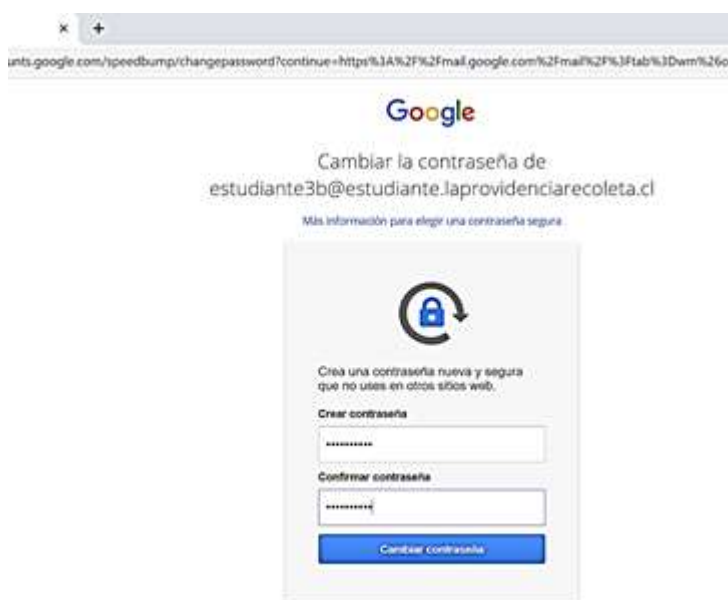 × +
unts.google.com/speedbump/changepassword?continue=https%3A%2F%2Fmail.google.com%2Fmail%2F%3Ftab%3Dwm%26o
Google
Cambiar la contraseña de
estudiante3b@estudiante.laprovidenciarecoleta.cl
Más información para elegir una contraseña segura
Crea una contraseña nueva y segura
que no uses en otros sitios web.
Crear contraseña
•••••••••••
Confirmar contraseña
•••••••••••
Cambiar contraseña